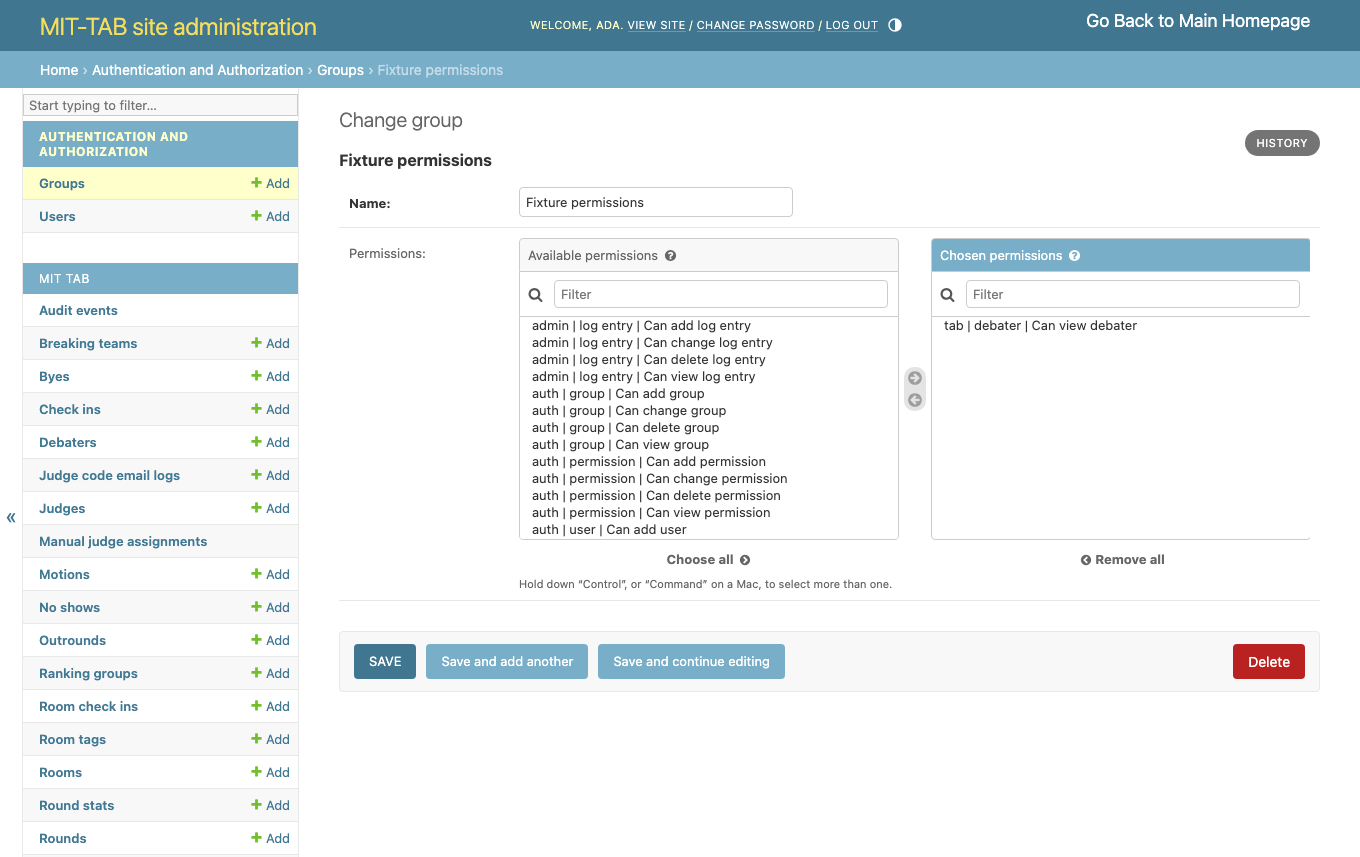 MIT-TAB site administration
WELCOME, ADA. VIEW SITE / CHANGE PASSWORD / LOG OUT
Go Back to Main Homepage
Home › Authentication and Authorization › Groups › Fixture permissions
Start typing to filter...
AUTHENTICATION AND
AUTHORIZATION
Groups + Add
Users + Add
MIT TAB
Audit events
Breaking teams + Add
Byes + Add
Check ins + Add
Debaters + Add
Judge code email logs + Add
Judges + Add
Manual judge assignments
Motions + Add
No shows + Add
Outrounds + Add
Ranking groups + Add
Room check ins + Add
Room tags + Add
Rooms + Add
Round stats + Add
Rounds + Add
«
Change group
HISTORY
Fixture permissions
Name: Fixture permissions
Permissions:
Available permissions ?
Filter
admin | log entry | Can add log entry
admin | log entry | Can change log entry
admin | log entry | Can delete log entry
admin | log entry | Can view log entry
auth | group | Can add group
auth | group | Can change group
auth | group | Can delete group
auth | group | Can view group
auth | permission | Can add permission
auth | permission | Can change permission
auth | permission | Can delete permission
auth | permission | Can view permission
auth | user | Can add user
Choose all
Hold down “Control”, or “Command” on a Mac, to select more than one.
Chosen permissions ?
Filter
tab | debater | Can view debater
Remove all
SAVE
Save and add another
Save and continue editing
Delete